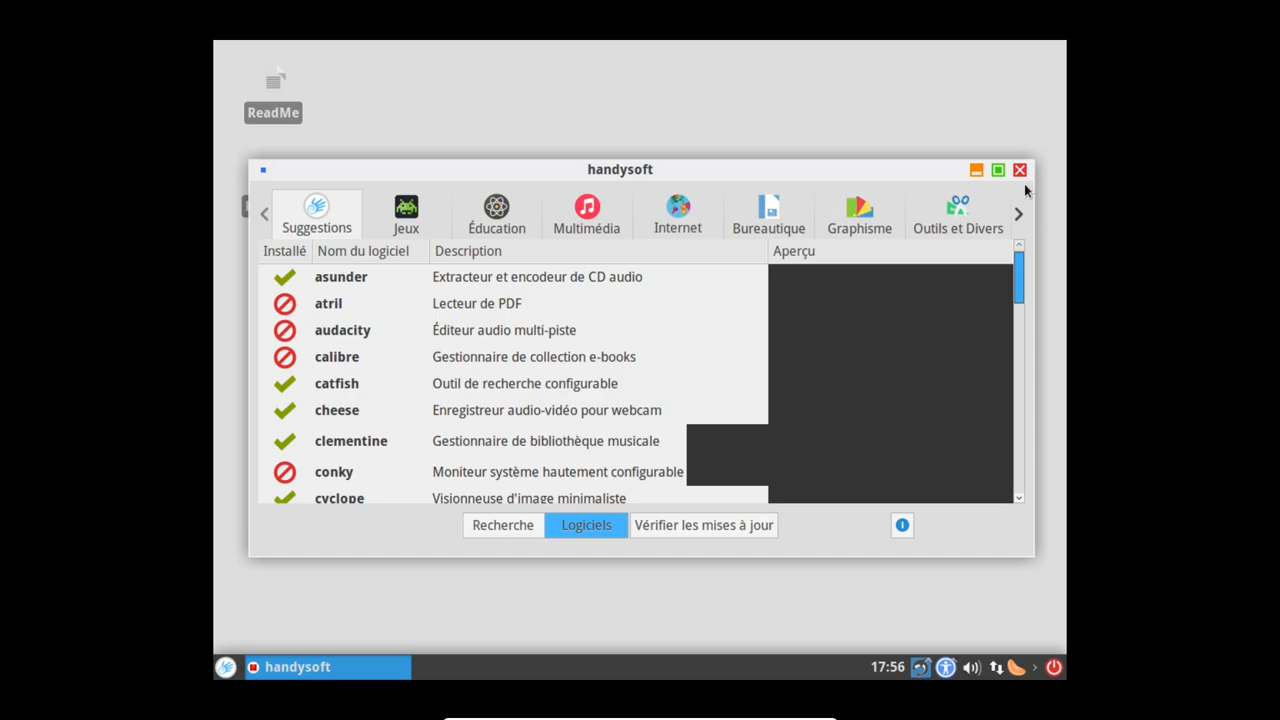 ReadMe
handysoft
Suggestions Jeux Éducation Multimédia Internet Bureautique Graphisme Outils et Divers
Installé Nom du logiciel Description Aperçu
asunder Extracteur et encodeur de CD audio
atril Lecteur de PDF
audacity Éditeur audio multi-piste
calibre Gestionnaire de collection e-books
catfish Outil de recherche configurable
cheese Enregistreur audio-vidéo pour webcam
clementine Gestionnaire de bibliothèque musicale
conky Moniteur système hautement configurable
cyclope Visionneuse d'image minimaliste
Recherche Logiciels Vérifier les mises à jour
handysoft 17:56